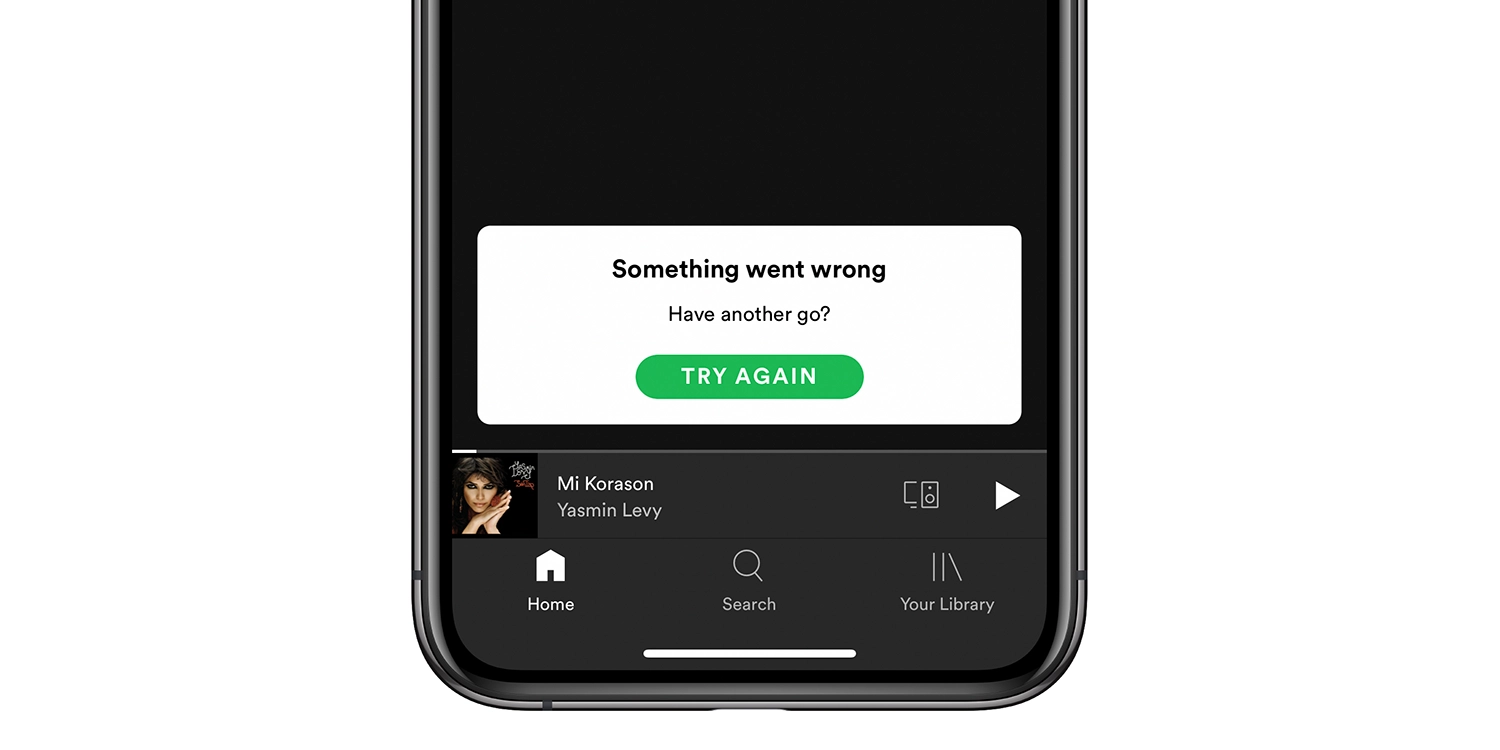 Something went wrong
Have another go?
TRY AGAIN
Mi Korason
Yasmin Levy
Home
Search
Your Library